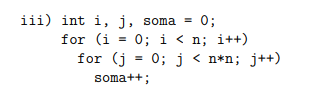 iii) int i, j, soma = 0;
for (i = 0; i < n; i++)
for (j = 0; j < n*n; j++)
soma++;